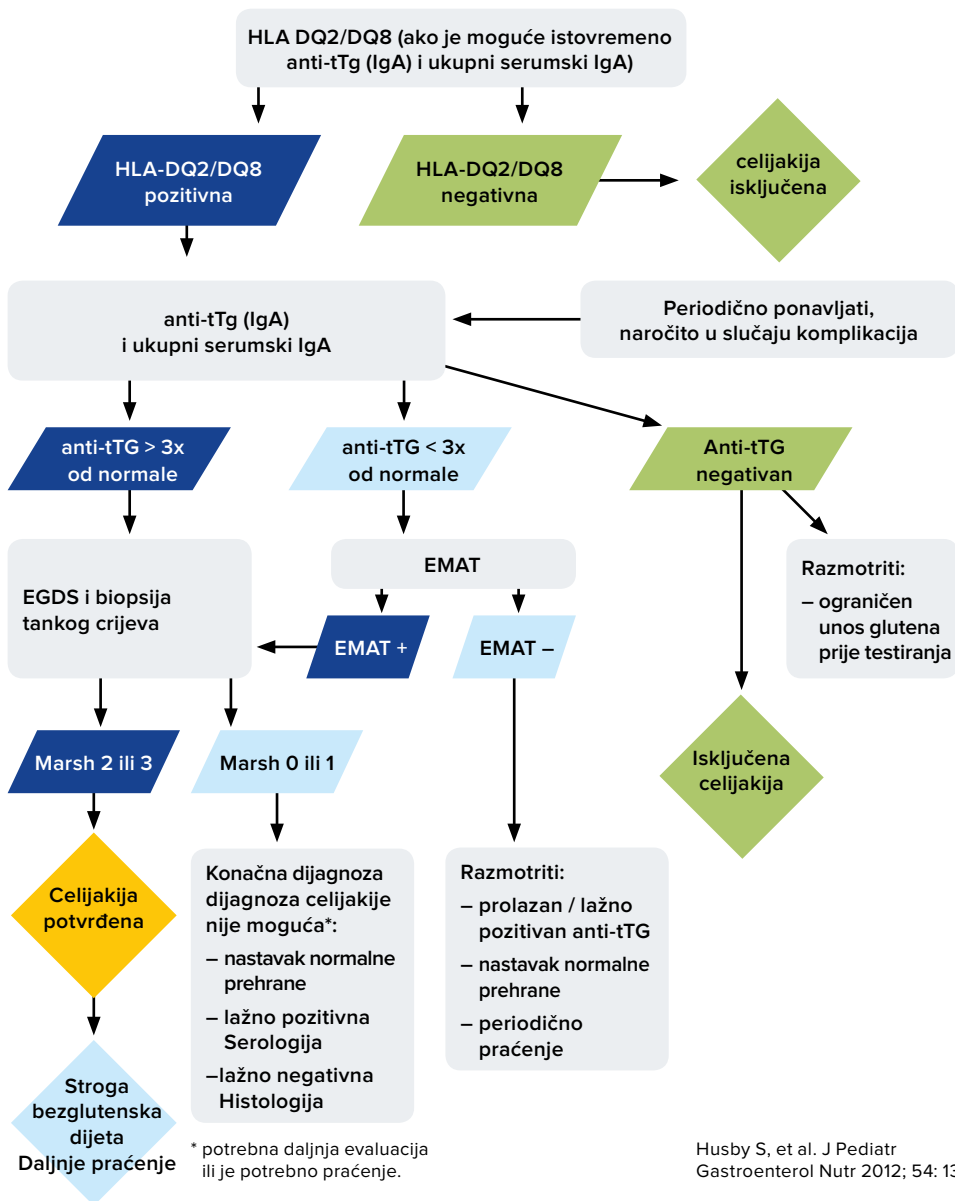 HLA DQ2/DQ8 (ako je moguće istovremeno
anti-tTg (IgA) i ukupni serumski IgA)
HLA-DQ2/DQ8
pozitivna
HLA-DQ2/DQ8
negativna
celijakija
isključena
anti-tTg (IgA)
i ukupni serumski IgA
Periodično ponavljati,
naročito u slučaju komplikacija
anti-tTG > 3x
od normale
anti-tTG < 3x
od normale
Anti-tTG
negativan
EGDS i biopsija
tankog crijeva
EMAT
EMAT +
EMAT –
Razmotriti:
– ograničen
unos glutena
prije testiranja
Marsh 2 ili 3
Marsh 0 ili 1
Isključena
celijakija
Celijakija
potvrđena
Konačna dijagnoza
dijagnoza celijakije
nije moguća*:
– nastavak normalne
prehrane
– lažno pozitivna
Serologija
–lažno negativna
Histologija
Razmotriti:
– prolazan / lažno
pozitivan anti-tTG
– nastavak normalne
prehrane
– periodično
praćenje
Stroga
bezglutenska
dijeta
Daljnje praćenje
* potrebna daljnja evaluacija
ili je potrebno praćenje.
Husby S, et al. J Pediatr
Gastroenterol Nutr 2012; 54: 13